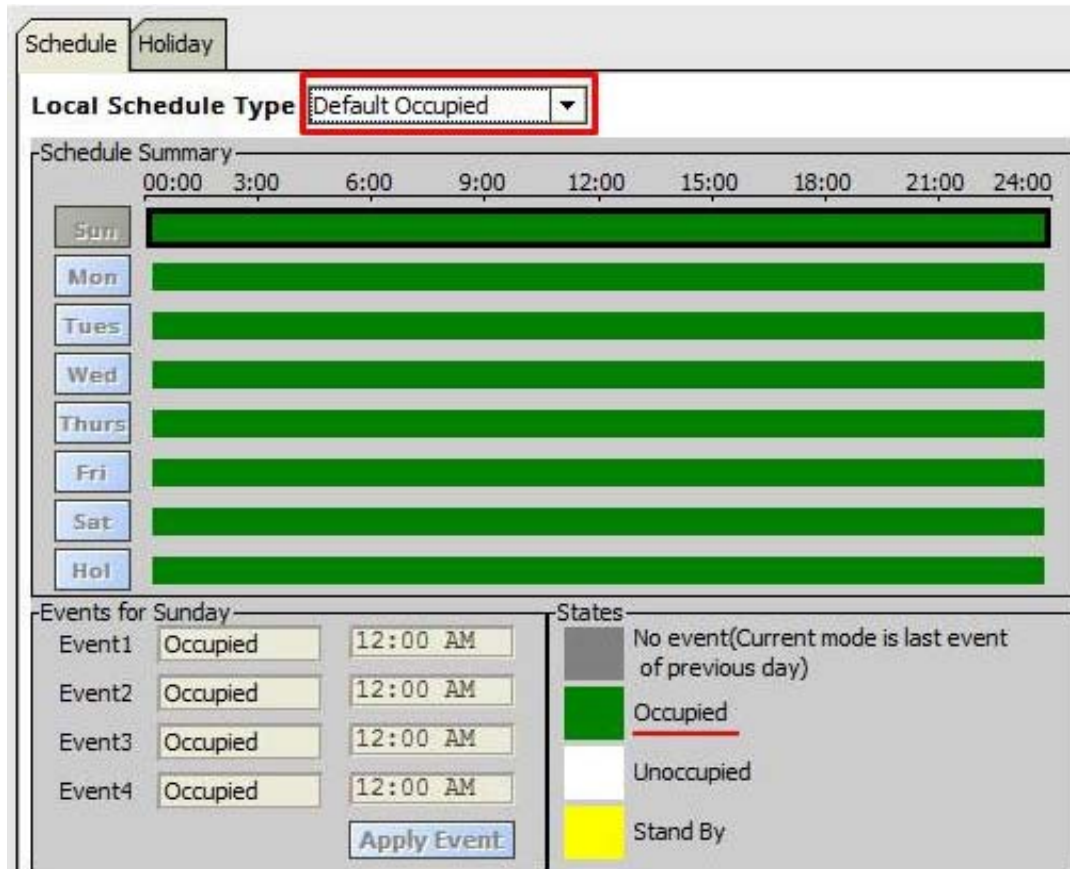 Schedule Holiday
Local Schedule Type Default Occupied
Schedule Summary
00:00 3:00 6:00 9:00 12:00 15:00 18:00 21:00 24:00
Sun
Mon
Tues
Wed
Thurs
Fri
Sat
Hol
Events for Sunday
Event1 Occupied 12:00 AM
Event2 Occupied 12:00 AM
Event3 Occupied 12:00 AM
Event4 Occupied 12:00 AM
Apply Event
States
No event(Current mode is last event
of previous day)
Occupied
Unoccupied
Stand By